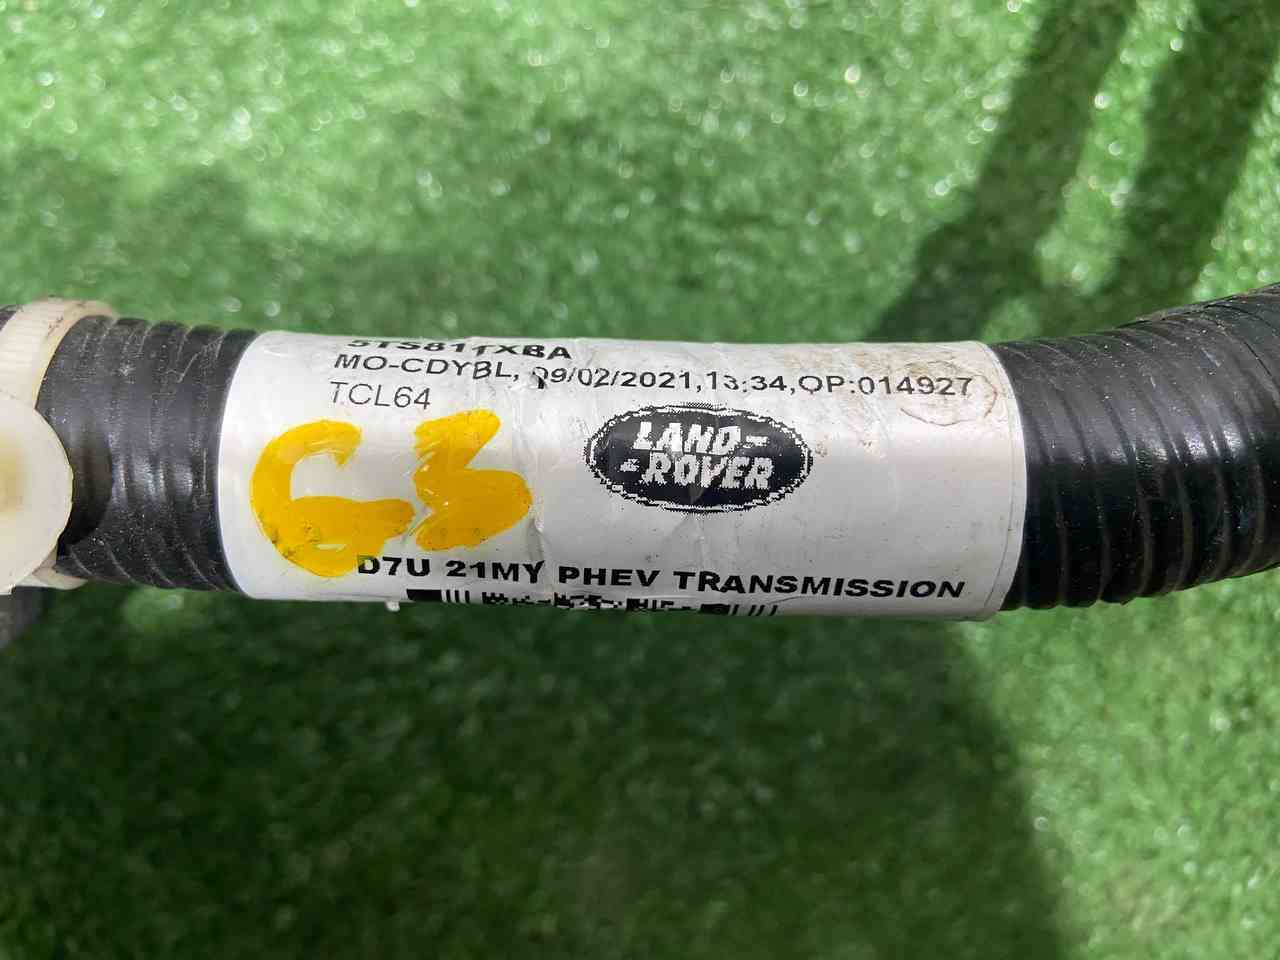 5TS811XBA
MO-CDYBL, 09/02/2021,13:34,OP:014927
TCL64
G3
LAND-
-ROVER
D7U 21MY PHEV TRANSMISSION